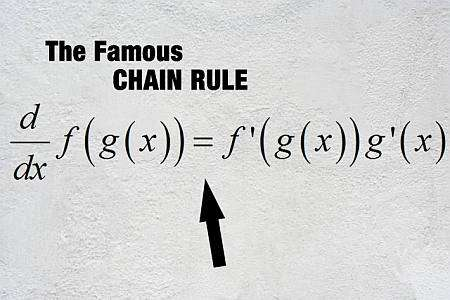 The Famous
CHAIN RULE
d/dx f(g(x)) = f'(g(x))g'(x)